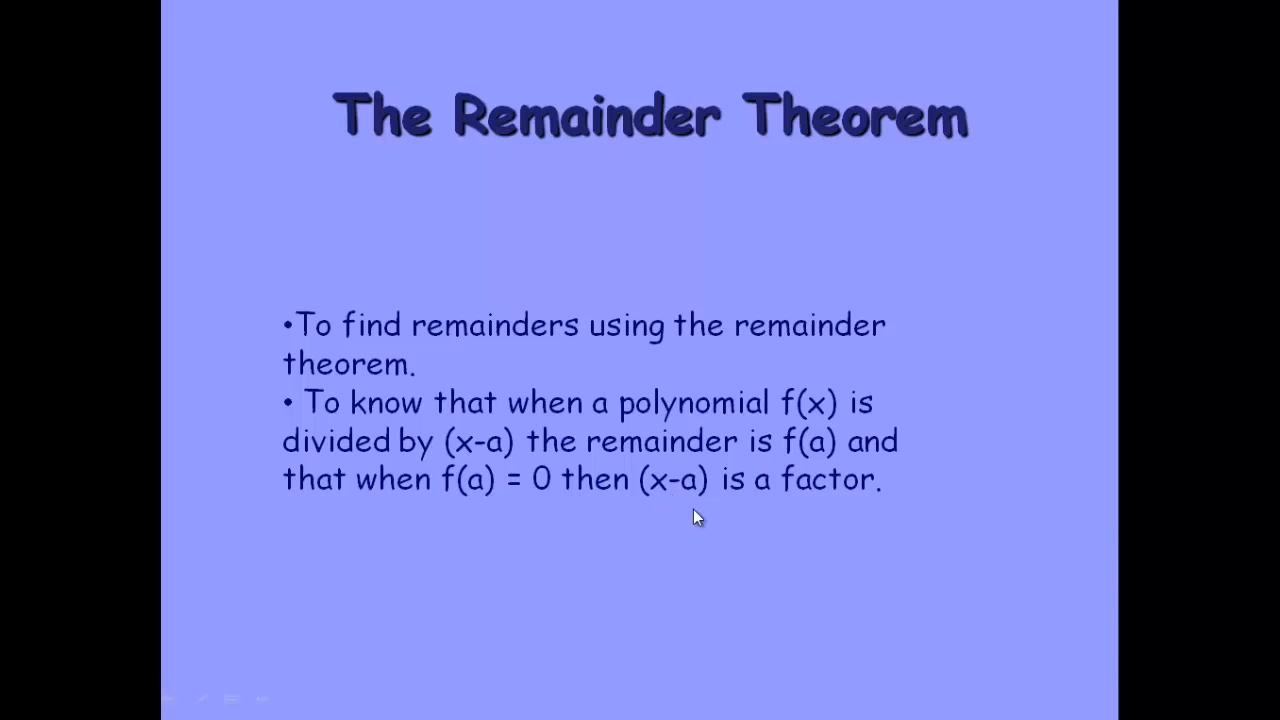 The Remainder Theorem
•To find remainders using the remainder
theorem.
• To know that when a polynomial f(x) is
divided by (x-a) the remainder is f(a) and
that when f(a) = 0 then (x-a) is a factor.